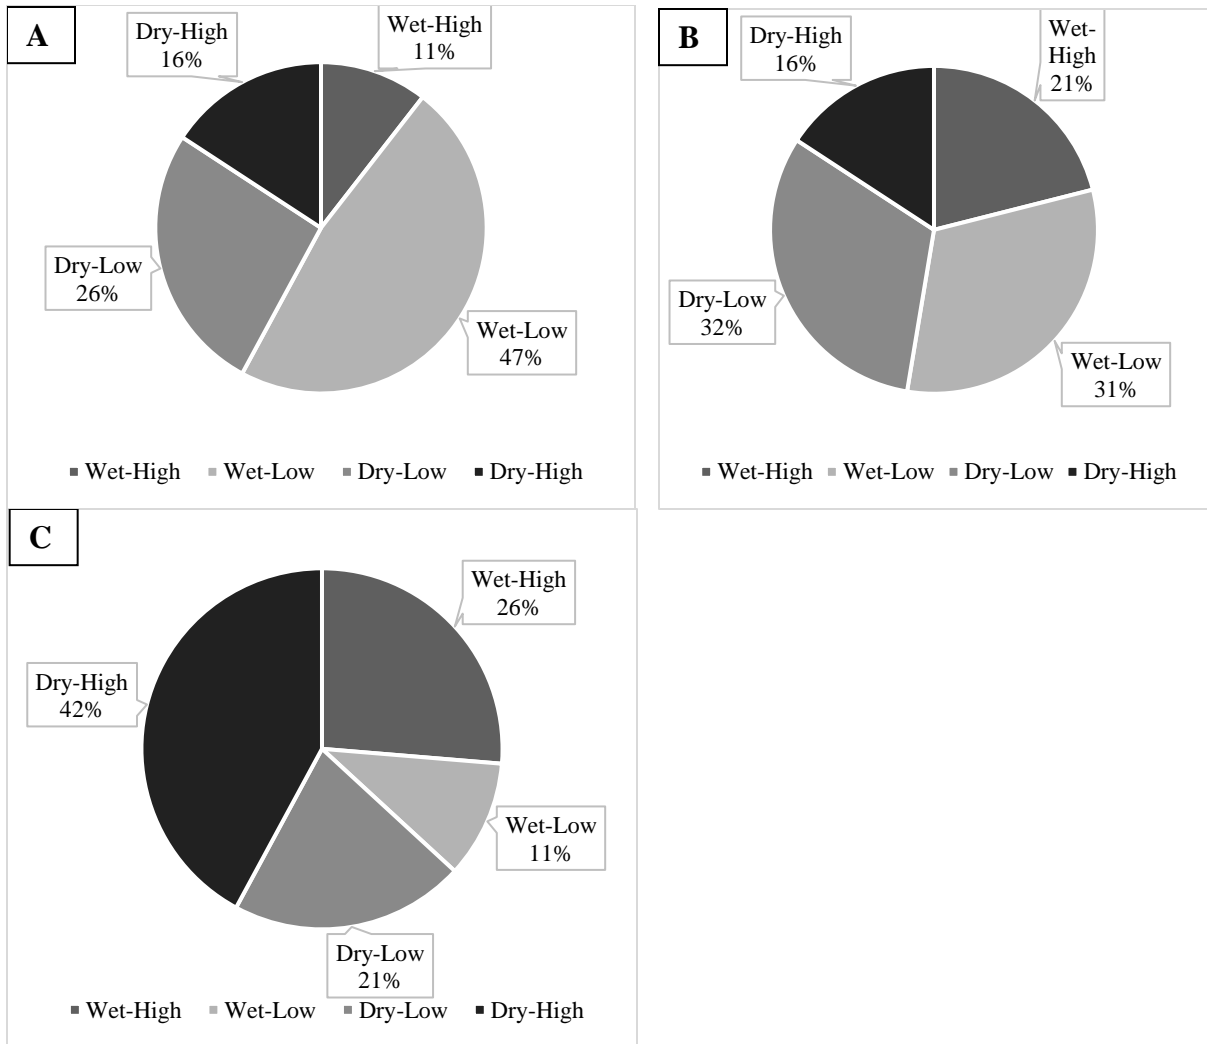 A
Dry-High
16%
Wet-High
11%
Dry-Low
26%
Wet-Low
47%
Wet-High Wet-Low Dry-Low Dry-High
B
Dry-High
16%
Wet-
High
21%
Dry-Low
32%
Wet-Low
31%
Wet-High Wet-Low Dry-Low Dry-High
C
Wet-High
26%
Dry-High
42%
Wet-Low
11%
Dry-Low
21%
Wet-High Wet-Low Dry-Low Dry-High